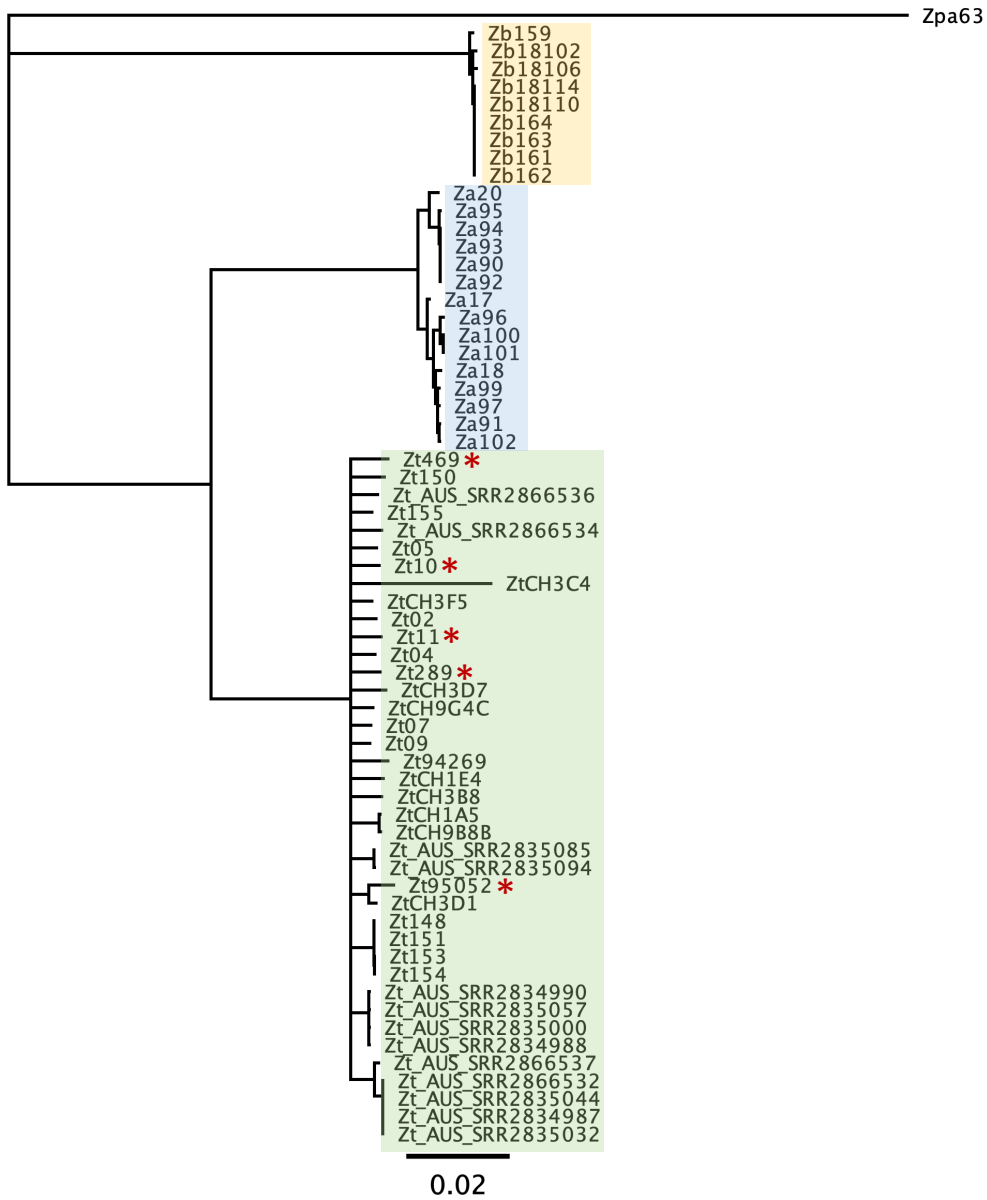 Zpa63
Zb159
Zb18102
Zb18106
Zb18114
Zb18110
Zb164
Zb163
Zb161
Zb162
Za20
Za95
Za94
Za93
Za90
Za92
Za17
Za96
Za100
Za101
Za18
Za99
Za97
Za91
Za102
Zt469 *
Zt150
Zt_AUS_SRR2866536
Zt155
Zt_AUS_SRR2866534
Zt05
Zt10 *
ZtCH3C4
ZtCH3F5
Zt02
Zt11 *
Zt04
Zt289 *
ZtCH3D7
ZtCH9G4C
Zt07
Zt09
Zt94269
ZtCH1E4
ZtCH3B8
ZtCH1A5
ZtCH9B8B
Zt_AUS_SRR2835085
Zt_AUS_SRR2835094
Zt95052 *
ZtCH3D1
Zt148
Zt151
Zt153
Zt154
Zt_AUS_SRR2834990
Zt_AUS_SRR2835057
Zt_AUS_SRR2835000
Zt_AUS_SRR2834988
Zt_AUS_SRR2866537
Zt_AUS_SRR2866532
Zt_AUS_SRR2835044
Zt_AUS_SRR2834987
Zt_AUS_SRR2835032
0.02